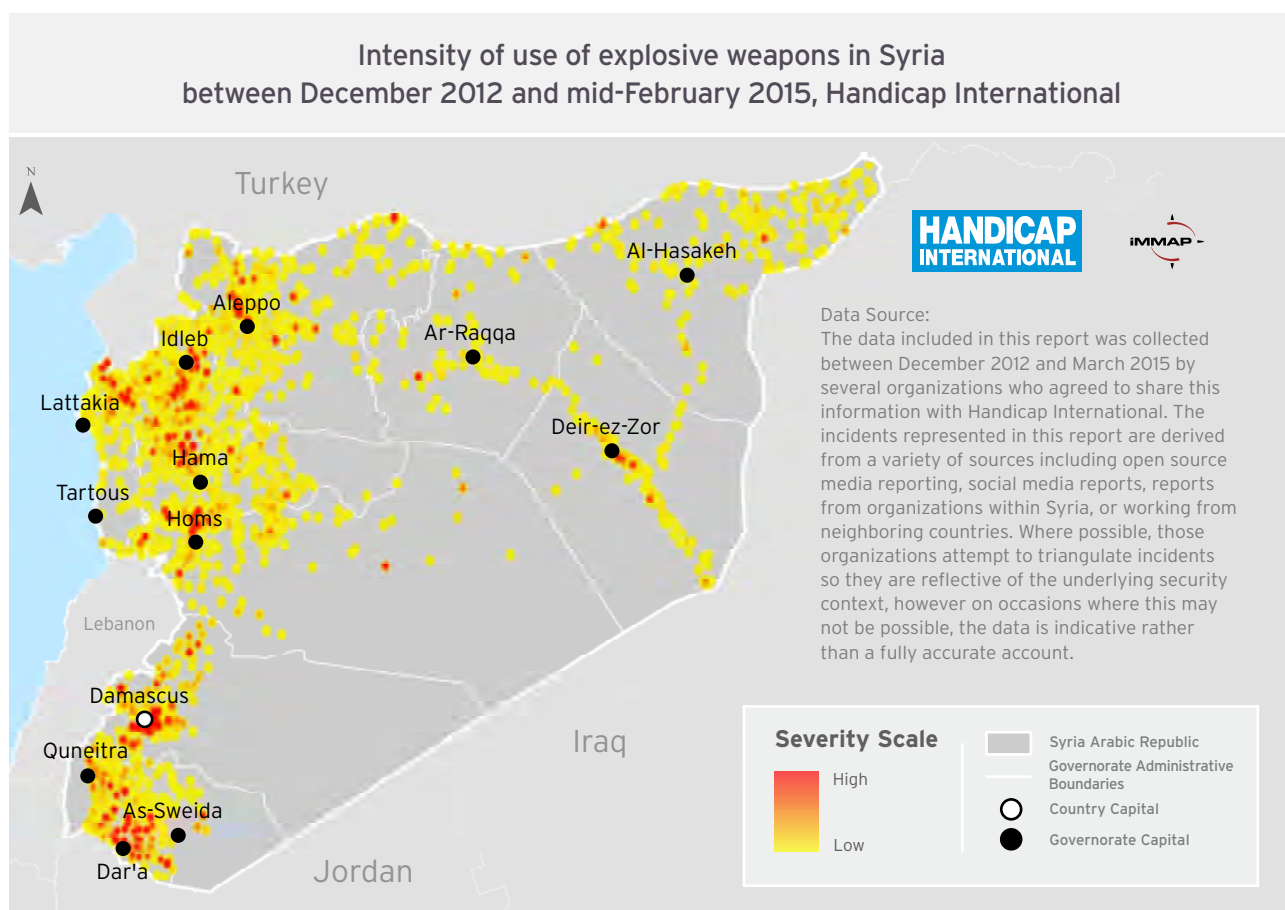 Intensity of use of explosive weapons in Syria
between December 2012 and mid-February 2015, Handicap International
N
Turkey
HANDICAP
INTERNATIONAL
iMMAP
Al-Hasakeh
Aleppo
Idleb
Ar-Raqqa
Lattakia
Deir-ez-Zor
Hama
Tartous
Homs
Lebanon
Damascus
Quneitra
As-Sweida
Dar'a
Iraq
Jordan
Data Source:
The data included in this report was collected
between December 2012 and March 2015 by
several organizations who agreed to share this
information with Handicap International. The
incidents represented in this report are derived
from a variety of sources including open source
media reporting, social media reports, reports
from organizations within Syria, or working from
neighboring countries. Where possible, those
organizations attempt to triangulate incidents
so they are reflective of the underlying security
context, however on occasions where this may
not be possible, the data is indicative rather
than a fully accurate account.
Severity Scale
High
Low
Syria Arabic Republic
Governorate Administrative
Boundaries
Country Capital
Governorate Capital